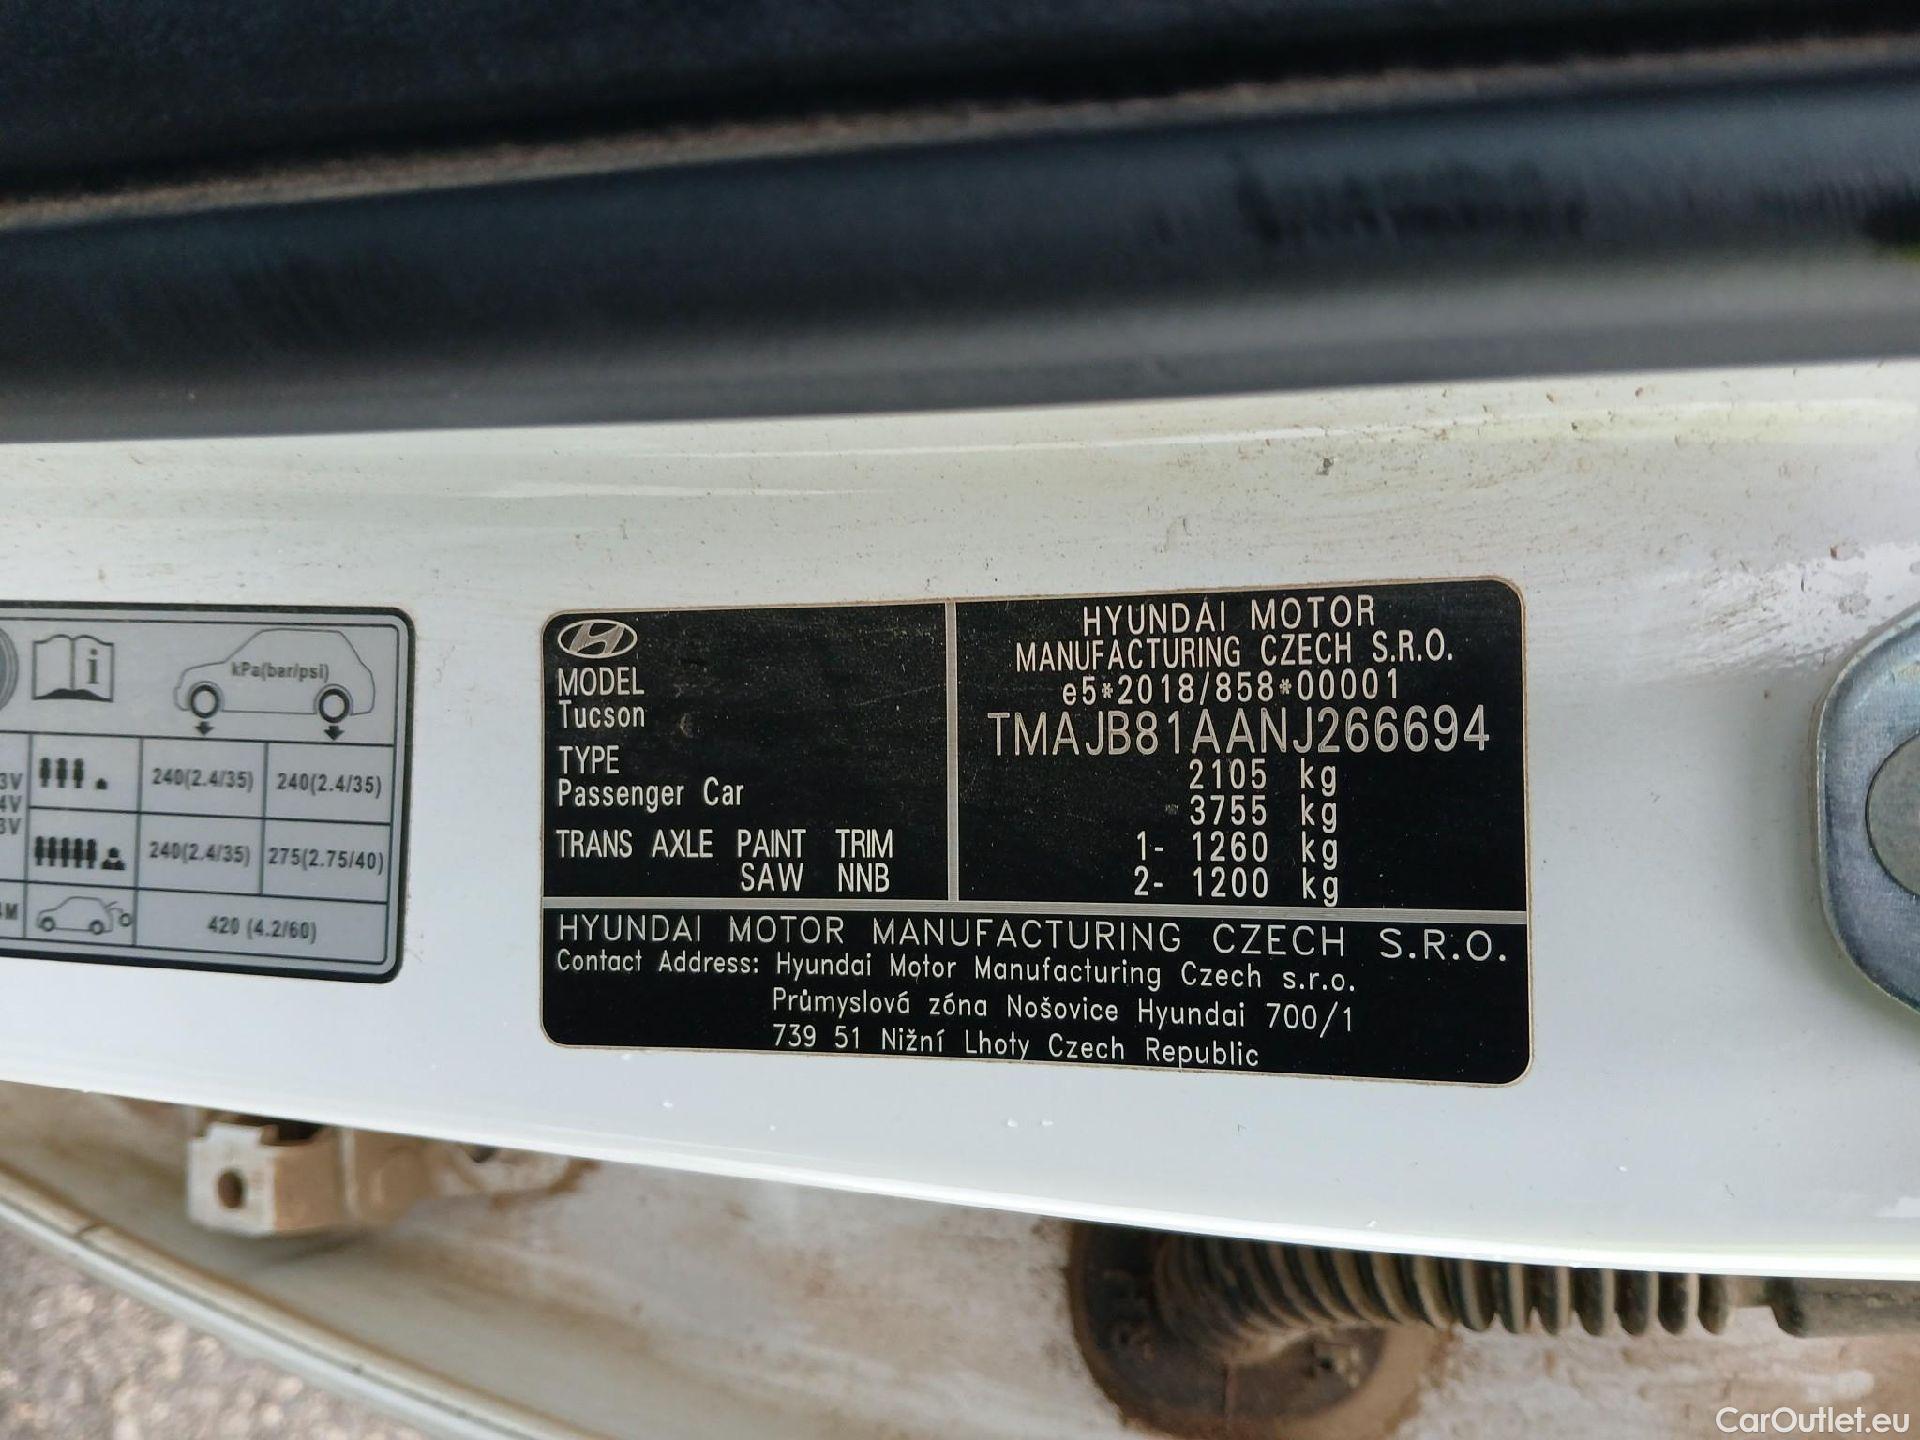 kPa(bar/psi)
3V
4V
3V
240(2.4/35) 240(2.4/35)
240(2.4/35) 275(2.75/40)
420 (4.2/60)
HYUNDAI MOTOR
MANUFACTURING CZECH S.R.O.
e5*2018/858*00001
TMAJB81AANJ266694
2105 kg
3755 kg
1- 1260 kg
2- 1200 kg
MODEL
Tucson
TYPE
Passenger Car
TRANS AXLE PAINT TRIM
SAW NNB
HYUNDAI MOTOR MANUFACTURING CZECH S.R.O.
Contact Address: Hyundai Motor Manufacturing Czech s.r.o.
Průmyslová zóna Nošovice Hyundai 700/1
739 51 Nižní Lhoty Czech Republic
CarOutlet.eu